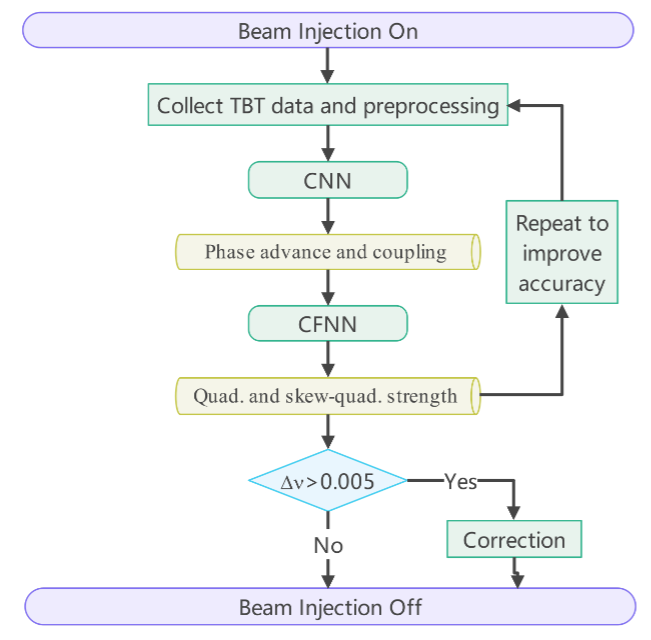 Beam Injection On
Collect TBT data and preprocessing
CNN
Repeat to
improve
accuracy
Phase advance and coupling
CFNN
Quad. and skew-quad. strength
Δν>0.005
Yes
No
Correction
Beam Injection Off